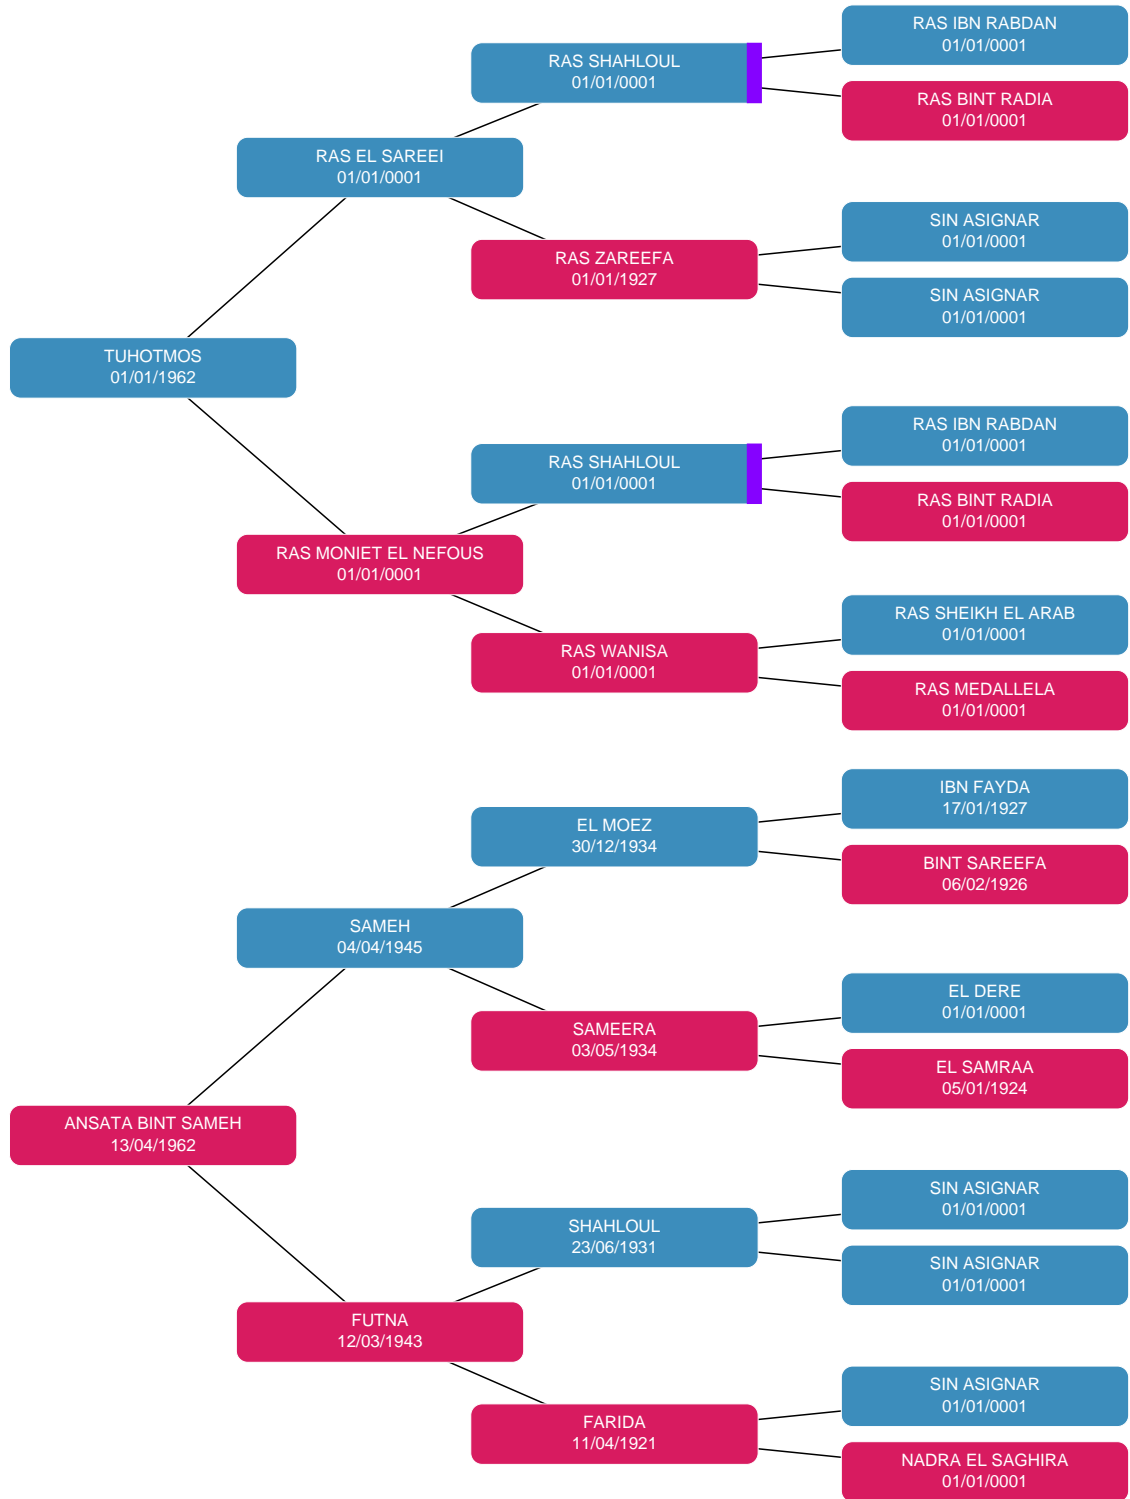 RAS IBN RABDAN
01/01/0001
RAS SHAHLOUL
01/01/0001
RAS BINT RADIA
01/01/0001
RAS EL SAREEI
01/01/0001
SIN ASIGNAR
01/01/0001
RAS ZAREEFA
01/01/1927
SIN ASIGNAR
01/01/0001
TUHOTMOS
01/01/1962
RAS IBN RABDAN
01/01/0001
RAS SHAHLOUL
01/01/0001
RAS BINT RADIA
01/01/0001
RAS MONIET EL NEFOUS
01/01/0001
RAS SHEIKH EL ARAB
01/01/0001
RAS WANISA
01/01/0001
RAS MEDALLELA
01/01/0001
IBN FAYDA
17/01/1927
EL MOEZ
30/12/1934
BINT SAREEFA
06/02/1926
SAMEH
04/04/1945
EL DERE
01/01/0001
SAMEERA
03/05/1934
EL SAMRAA
05/01/1924
ANSATA BINT SAMEH
13/04/1962
SIN ASIGNAR
01/01/0001
SHAHLOUL
23/06/1931
SIN ASIGNAR
01/01/0001
FUTNA
12/03/1943
SIN ASIGNAR
01/01/0001
FARIDA
11/04/1921
NADRA EL SAGHIRA
01/01/0001